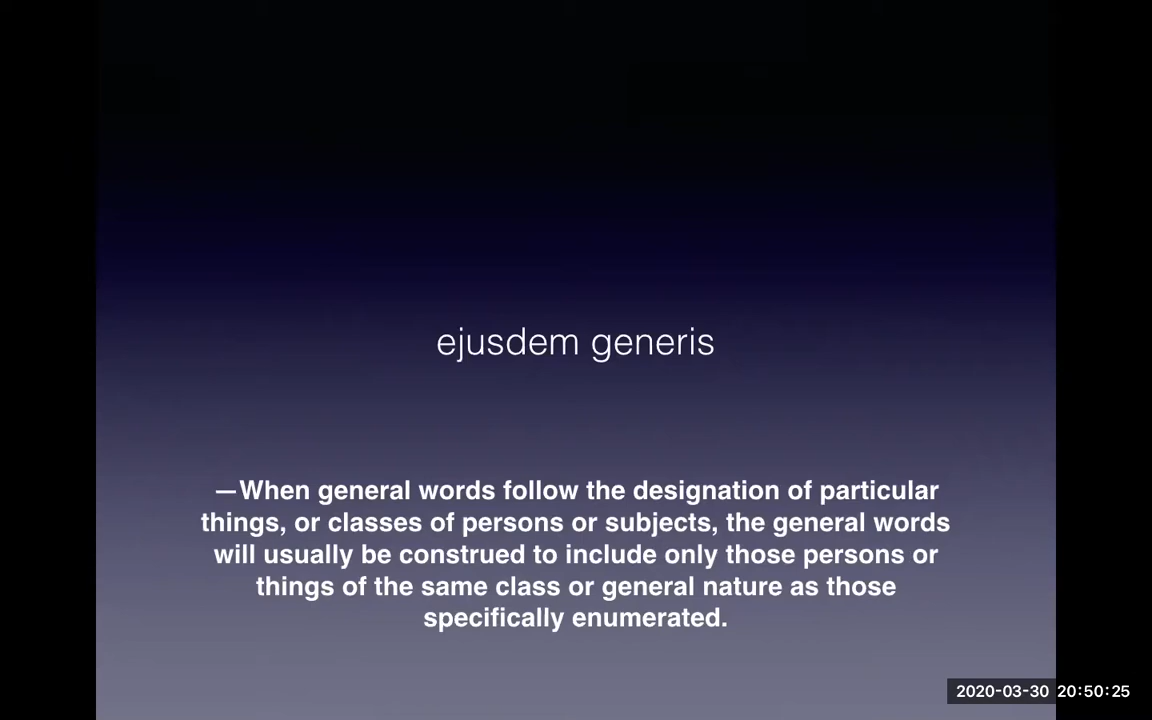 ejusdem generis
—When general words follow the designation of particular
things, or classes of persons or subjects, the general words
will usually be construed to include only those persons or
things of the same class or general nature as those
specifically enumerated.
2020-03-30 20:50:25